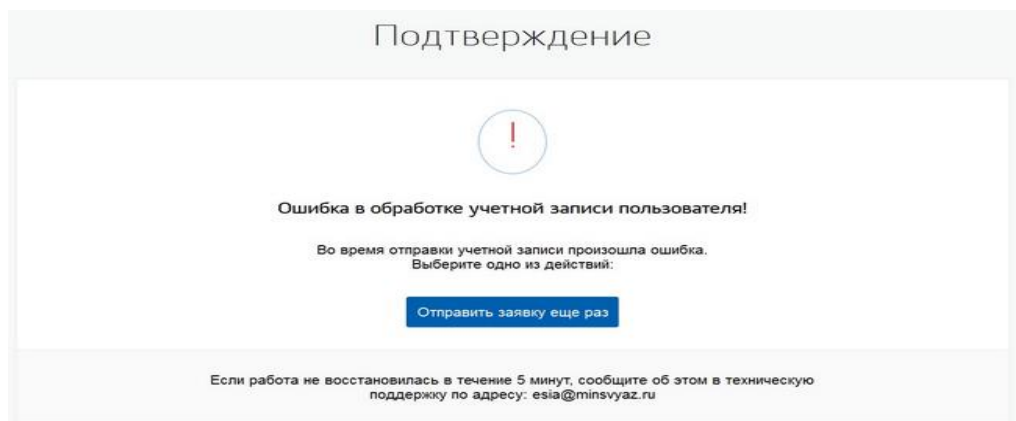 Подтверждение
!
Ошибка в обработке учетной записи пользователя!
Во время отправки учетной записи произошла ошибка.
Выберите одно из действий:
Отправить заявку еще раз
Если работа не восстановилась в течение 5 минут, сообщите об этом в техническую
поддержку по адресу: esia@minsvyaz.ru